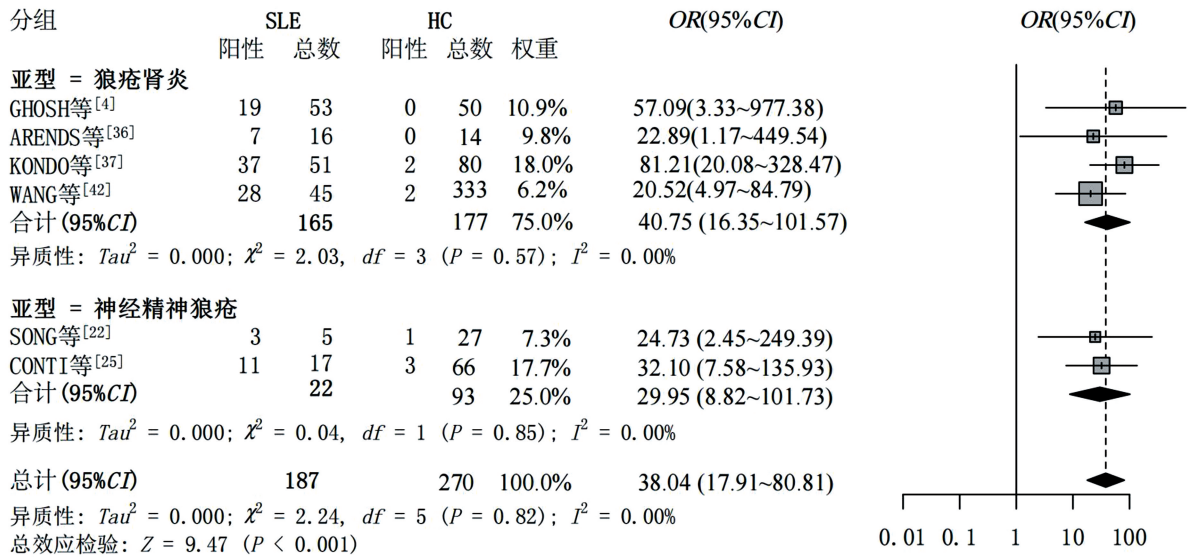 分组 SLE HC OR(95%CI) OR(95%CI)
阳性 总数 阳性 总数 权重
亚型 = 狼疮肾炎
GHOSH等[4] 19 53 0 50 10.9% 57.09(3.33~977.38)
ARENDS等[36] 7 16 0 14 9.8% 22.89(1.17~449.54)
KONDO等[37] 37 51 2 80 18.0% 81.21(20.08~328.47)
WANG等[42] 28 45 2 333 6.2% 20.52(4.97~84.79)
合计(95%CI) 165 177 75.0% 40.75 (16.35~101.57)
异质性: Tau² = 0.000; χ² = 2.03, df = 3 (P = 0.57); I² = 0.00%
亚型 = 神经精神狼疮
SONG等[22] 3 5 1 27 7.3% 24.73 (2.45~249.39)
CONTI等[25] 11 17 3 66 17.7% 32.10 (7.58~135.93)
合计(95%CI) 22 93 25.0% 29.95 (8.82~101.73)
异质性: Tau² = 0.000; χ² = 0.04, df = 1 (P = 0.85); I² = 0.00%
总计(95%CI) 187 270 100.0% 38.04 (17.91~80.81)
异质性: Tau² = 0.000; χ² = 2.24, df = 5 (P = 0.82); I² = 0.00%
总效应检验: Z = 9.47 (P < 0.001)
0.01 0.1 1 10 100